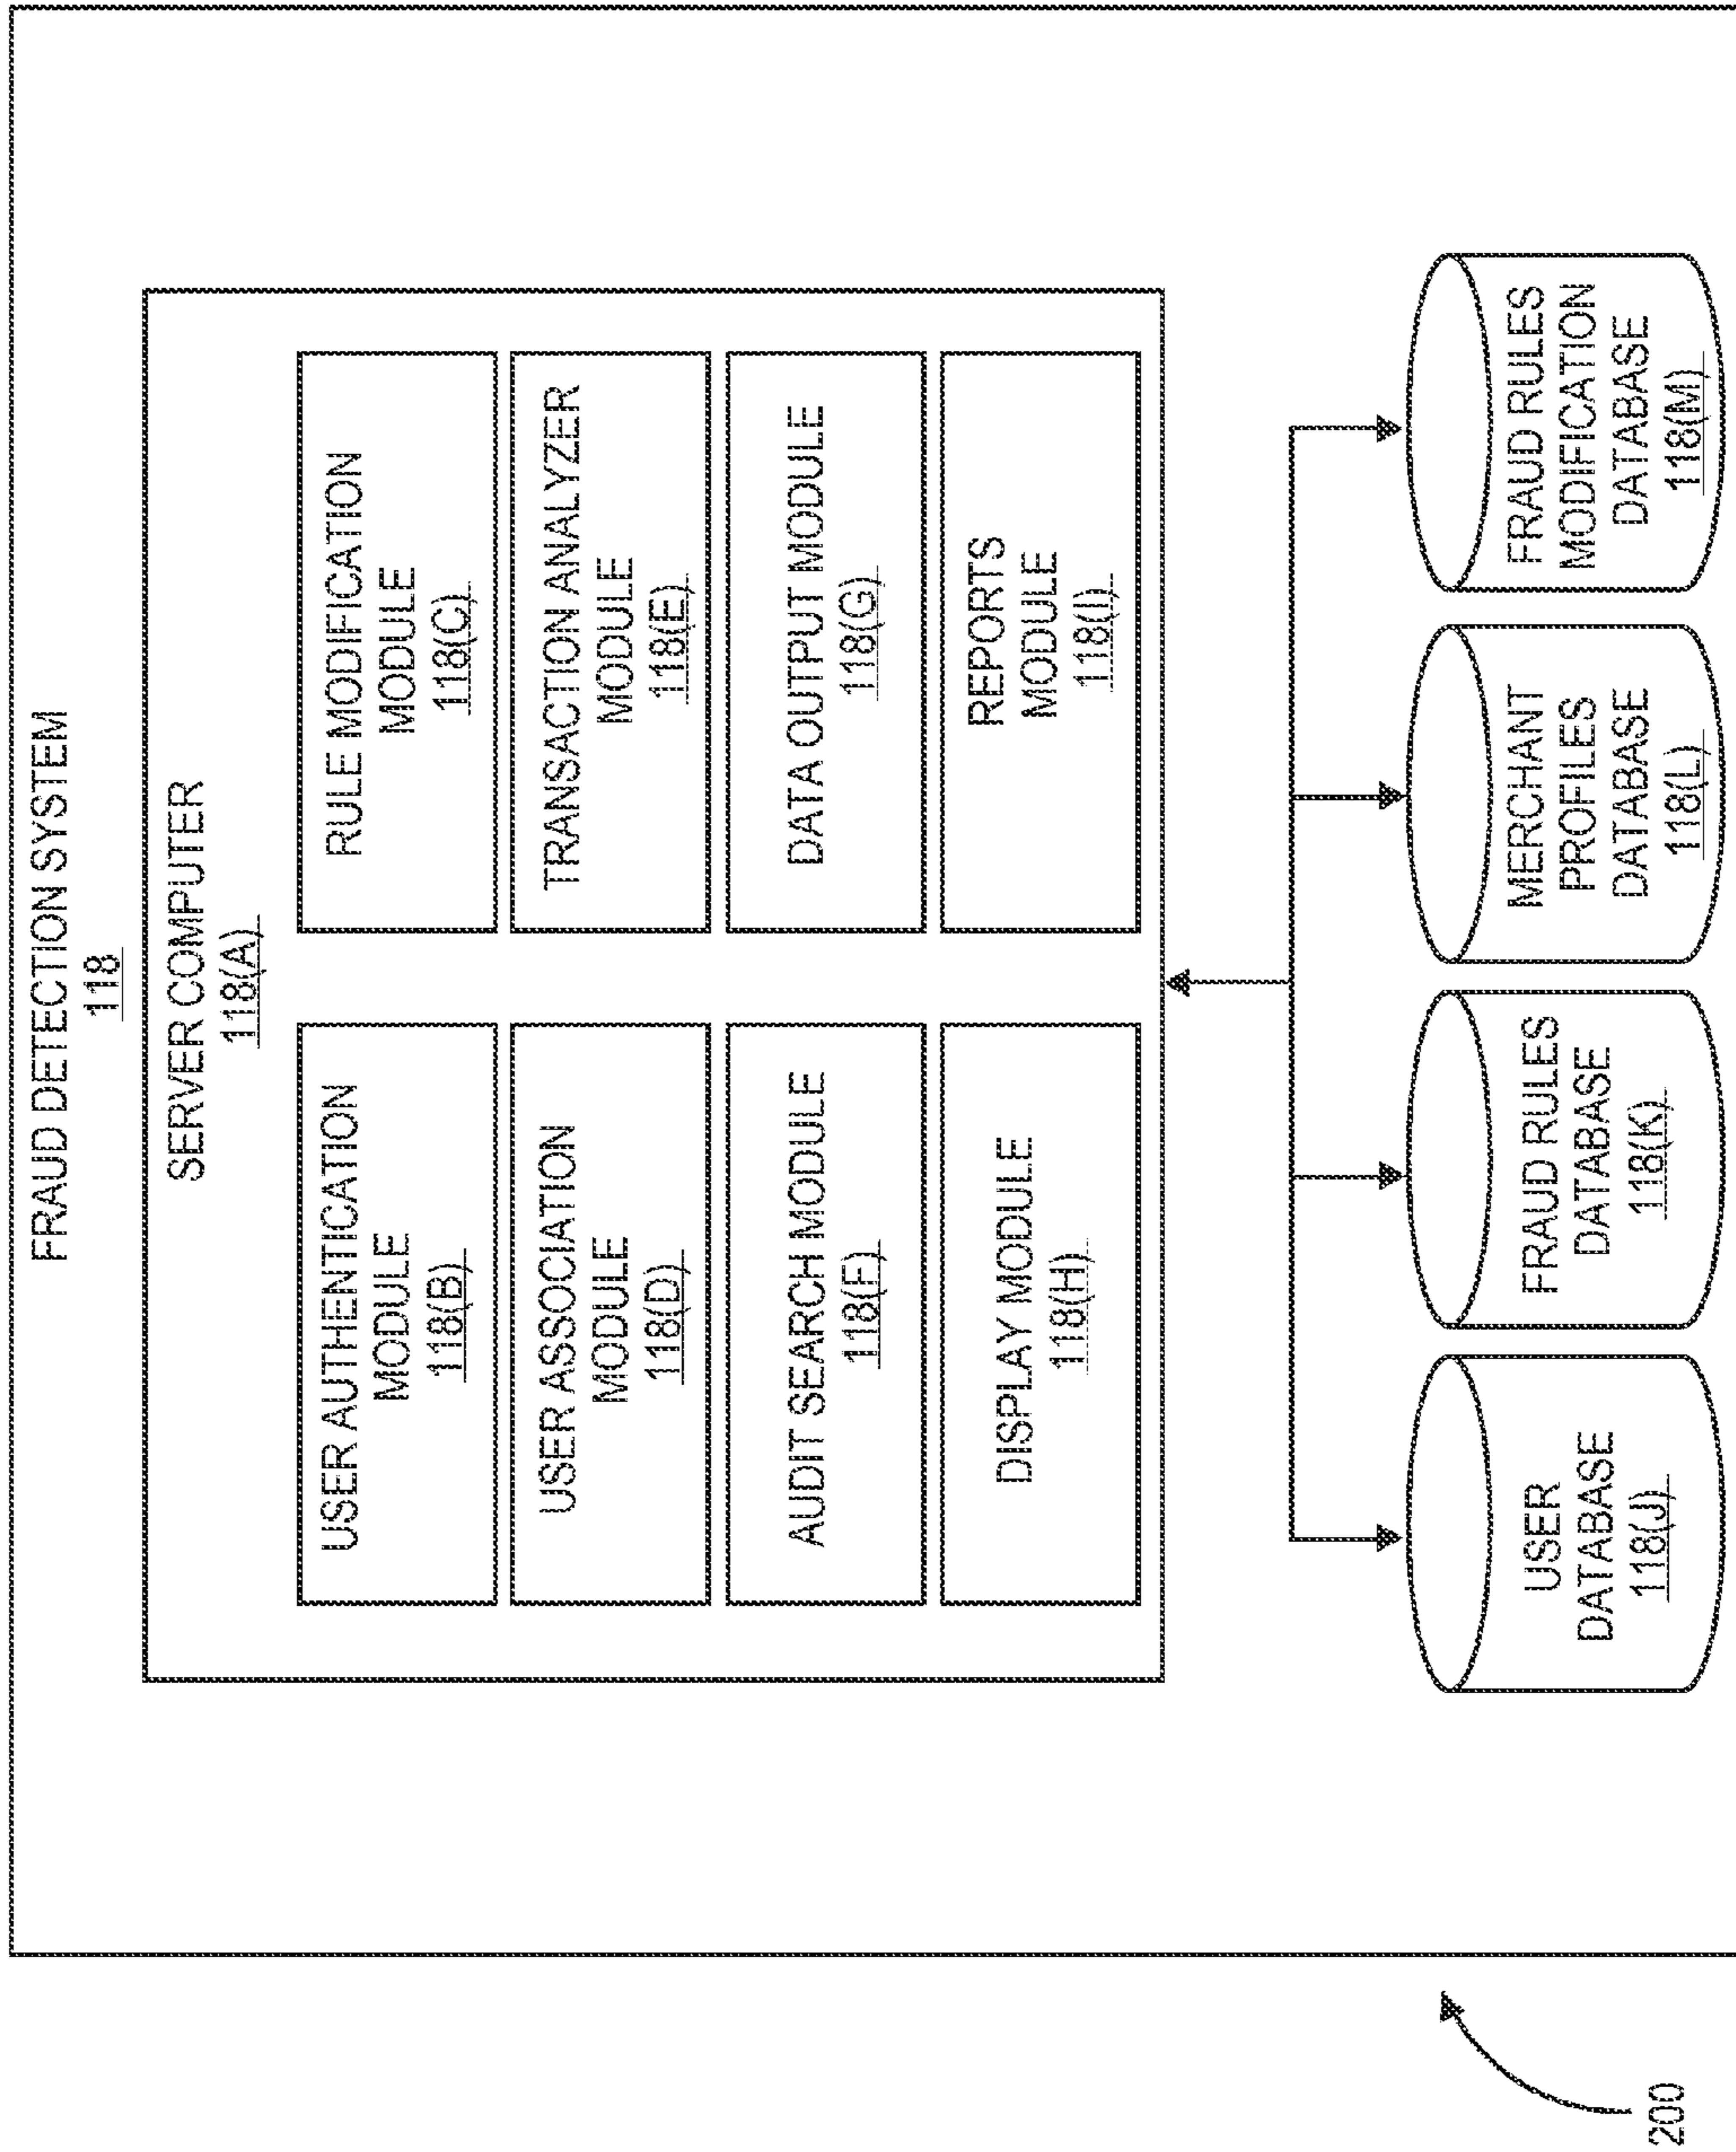 FRAUD DETECTION SYSTEM
118
SERVER COMPUTER
118(A)
USER AUTHENTICATION
MODULE
118(B)
RULE MODIFICATION
MODULE
118(C)
USER ASSOCIATION
MODULE
118(D)
TRANSACTION ANALYZER
MODULE
118(E)
AUDIT SEARCH MODULE
118(F)
DATA OUTPUT MODULE
118(G)
DISPLAY MODULE
118(H)
REPORTS
MODULE
118(I)
USER
DATABASE
118(J)
FRAUD RULES
DATABASE
118(K)
MERCHANT
PROFILES
DATABASE
118(L)
FRAUD RULES
MODIFICATION
DATABASE
118(M)
200